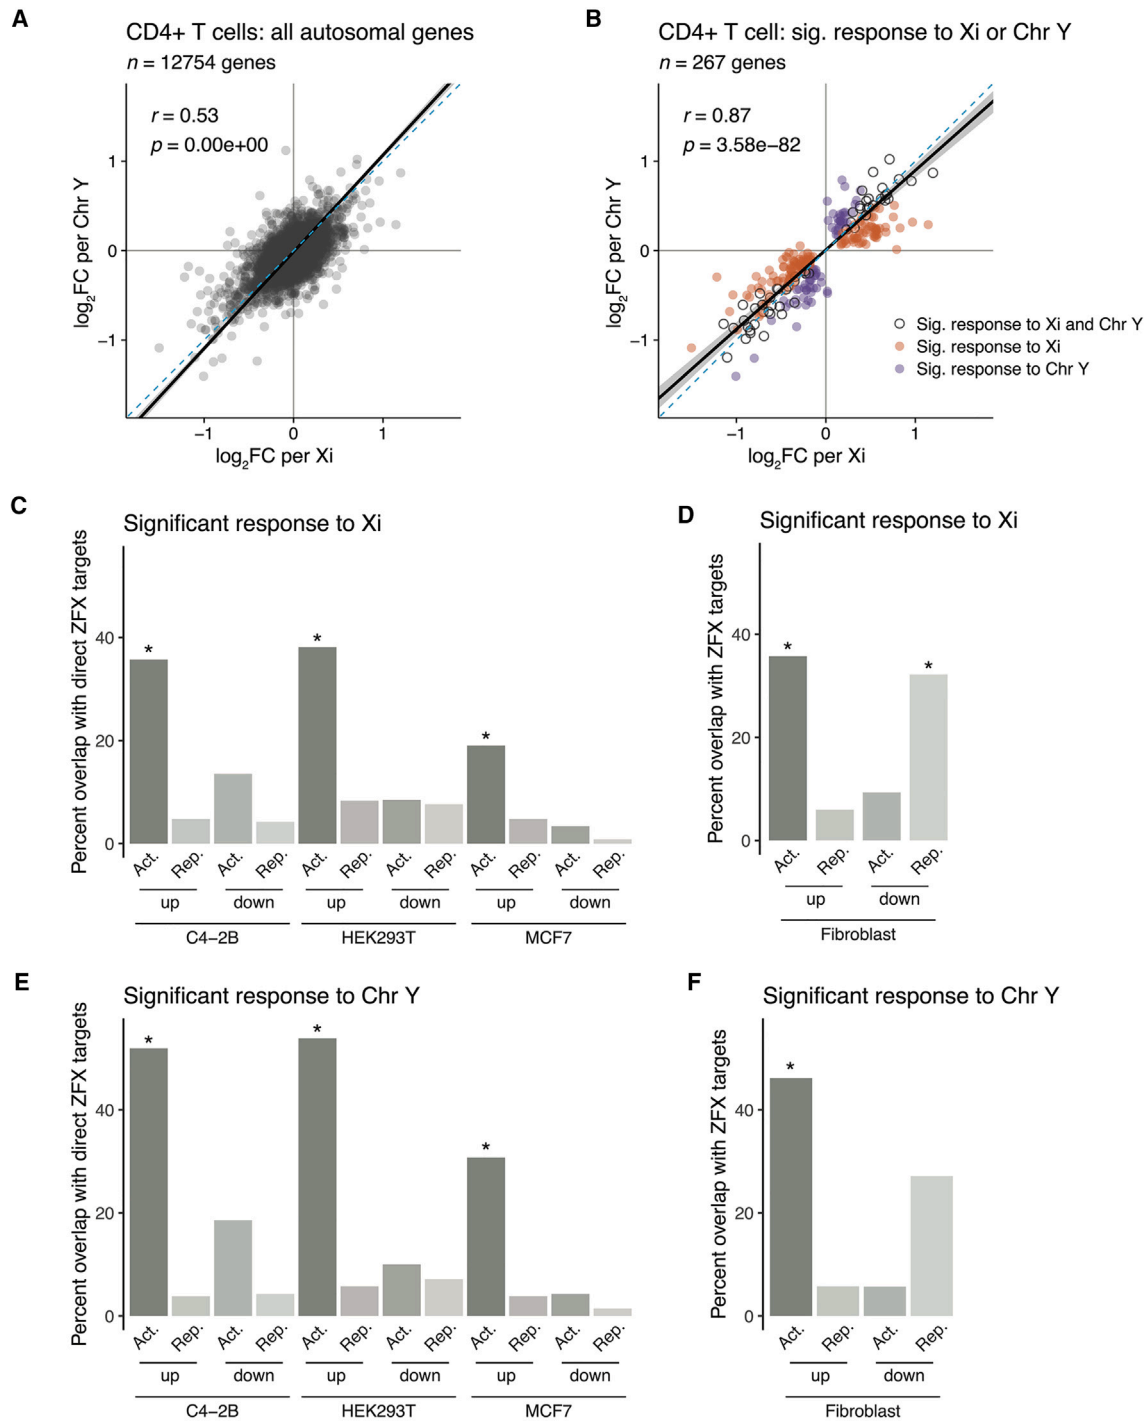 A
CD4+ T cells: all autosomal genes
n = 12754 genes
r = 0.53
p = 0.00e+00
log2FC per Chr Y
1
0
−1
−1 0 1
log2FC per Xi
B
CD4+ T cell: sig. response to Xi or Chr Y
n = 267 genes
r = 0.87
p = 3.58e−82
log2FC per Chr Y
1
0
−1
Sig. response to Xi and Chr Y
Sig. response to Xi
Sig. response to Chr Y
−1 0 1
log2FC per Xi
C
Significant response to Xi
Percent overlap with direct ZFX targets
40
20
0
* * *
Act. Rep. Act. Rep. Act. Rep. Act. Rep. Act. Rep. Act. Rep.
up down up down up down
C4−2B HEK293T MCF7
D
Significant response to Xi
Percent overlap with ZFX targets
40
20
0
* *
Act. Rep. Act. Rep.
up down
Fibroblast
E
Significant response to Chr Y
Percent overlap with direct ZFX targets
40
20
0
* * *
Act. Rep. Act. Rep. Act. Rep. Act. Rep. Act. Rep. Act. Rep.
up down up down up down
C4−2B HEK293T MCF7
F
Significant response to Chr Y
Percent overlap with ZFX targets
40
20
0
*
Act. Rep. Act. Rep.
up down
Fibroblast